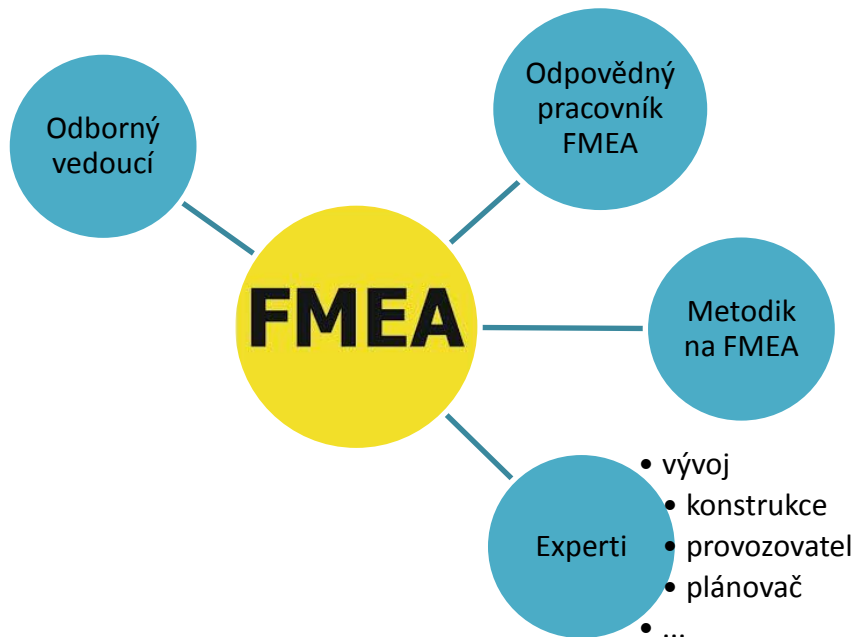 Odborný
vedoucí
Odpovědný
pracovník
FMEA
FMEA
Metodik
na FMEA
Experti
• vývoj
• konstrukce
• provozovatel
• plánovač
• ...